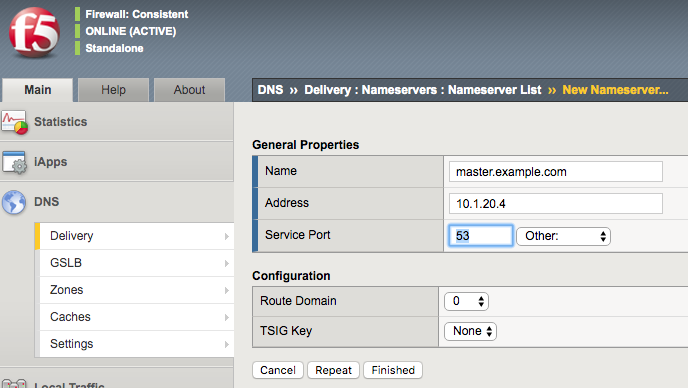 f5
Firewall: Consistent
ONLINE (ACTIVE)
Standalone
Main Help About
DNS ›› Delivery : Nameservers : Nameserver List ›› New Nameserver...
Statistics
iApps
DNS
Delivery
GSLB
Zones
Caches
Settings
Local Traffic
General Properties
Name master.example.com
Address 10.1.20.4
Service Port 53 Other:
Configuration
Route Domain 0
TSIG Key None
Cancel Repeat Finished